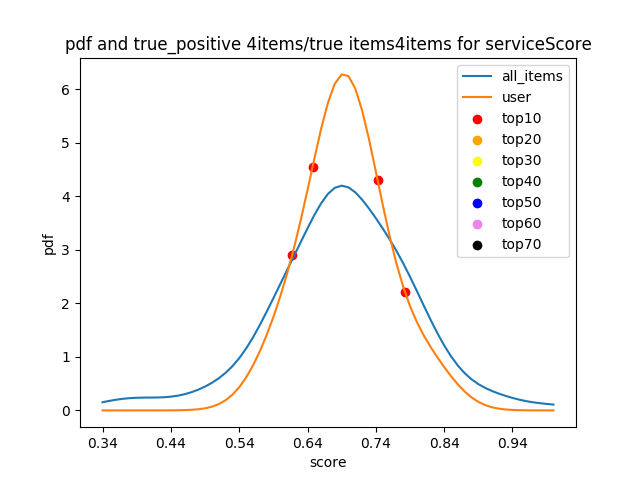 pdf and true_positive 4items/true items4items for serviceScore
all_items
user
top10
top20
top30
top40
top50
top60
top70
pdf
6
5
4
3
2
1
0
0.34 0.44 0.54 0.64 0.74 0.84 0.94
score